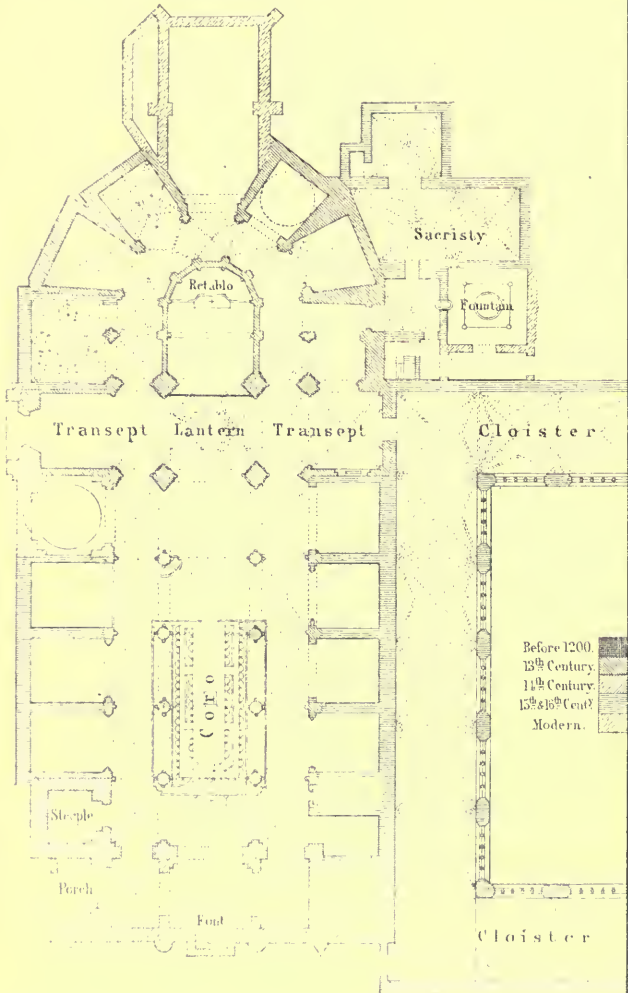 Sacristy
Retablo
Fountain
Transept Lantern Transept
Cloister
Coro
Before 1200.
13th Century.
14th Century.
15th & 16th Centy
Modern.
Steeple
Porch
Font
Cloister